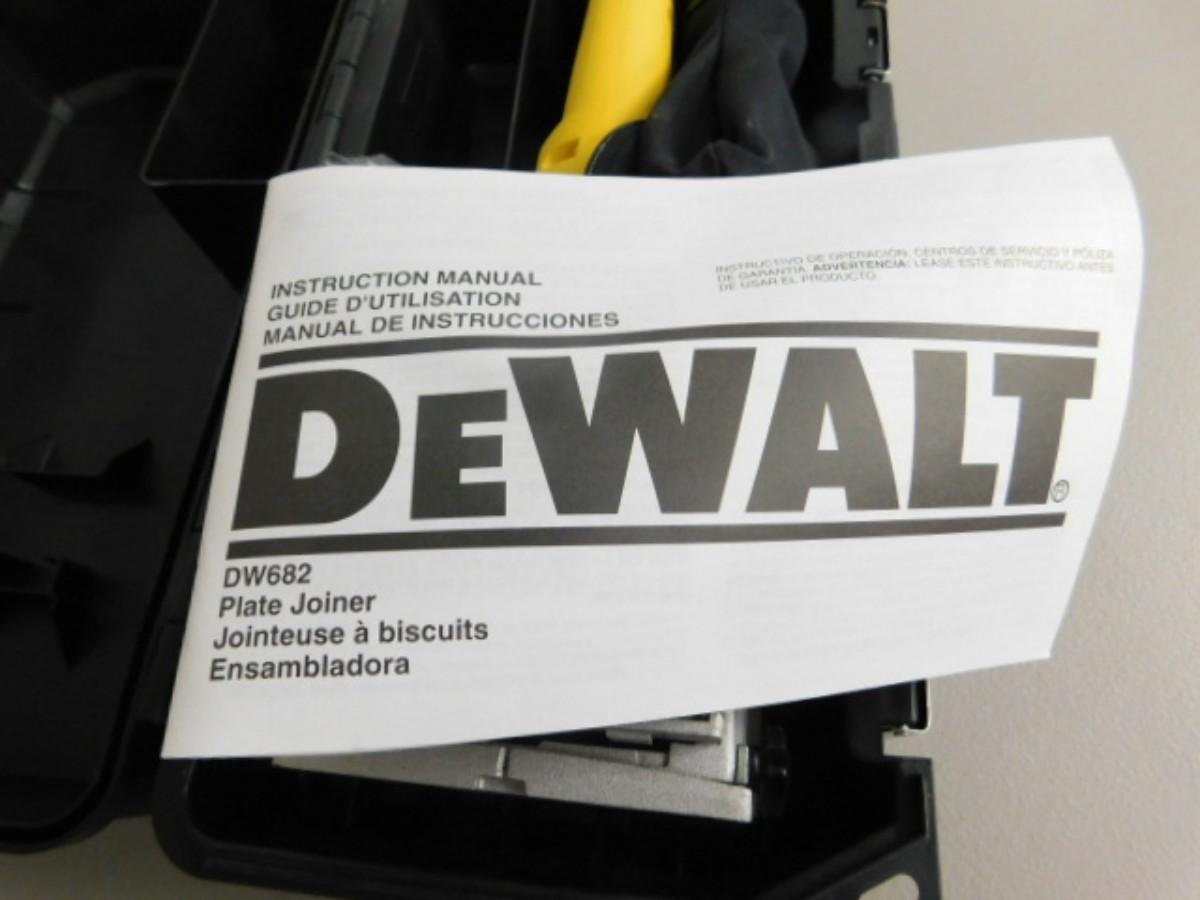 INSTRUCTION MANUAL
GUIDE D'UTILISATION
MANUAL DE INSTRUCCIONES
INSTRUCTIVO DE OPERACIÓN, CENTROS DE SERVICIO Y PÓLIZA
DE GARANTÍA. ADVERTENCIA: LÉASE ESTE INSTRUCTIVO ANTES
DE USAR EL PRODUCTO.
DEWALT®
DW682
Plate Joiner
Jointeuse à biscuits
Ensambladora